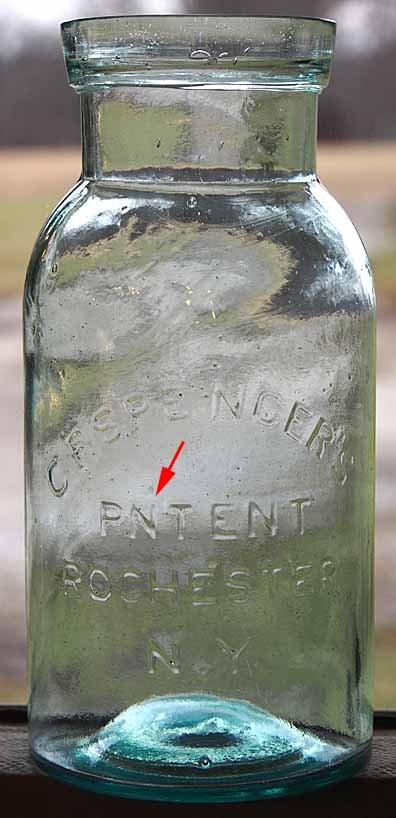 C. F. SPENCER'S
PNTENT
ROCHESTER
N.Y.